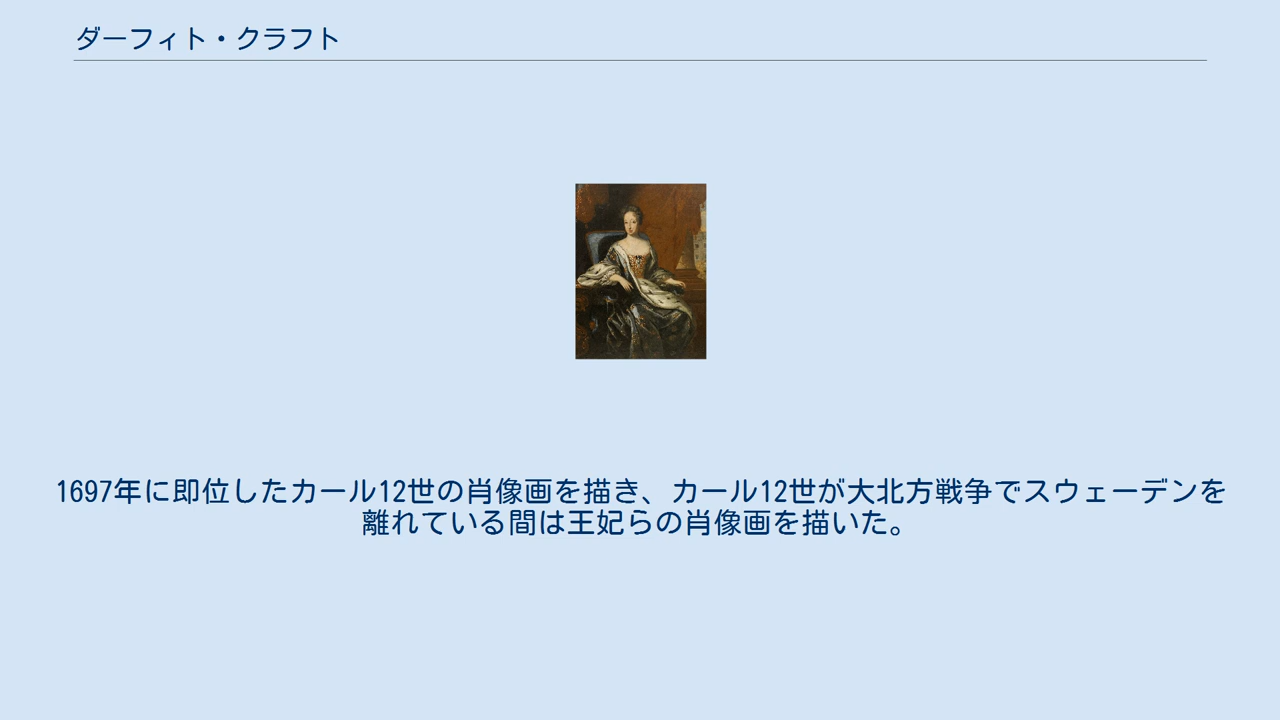 ダーフィト・クラフト
1697年に即位したカール12世の肖像画を描き、カール12世が大北方戦争でスウェーデンを
離れている間は王妃らの肖像画を描いた。